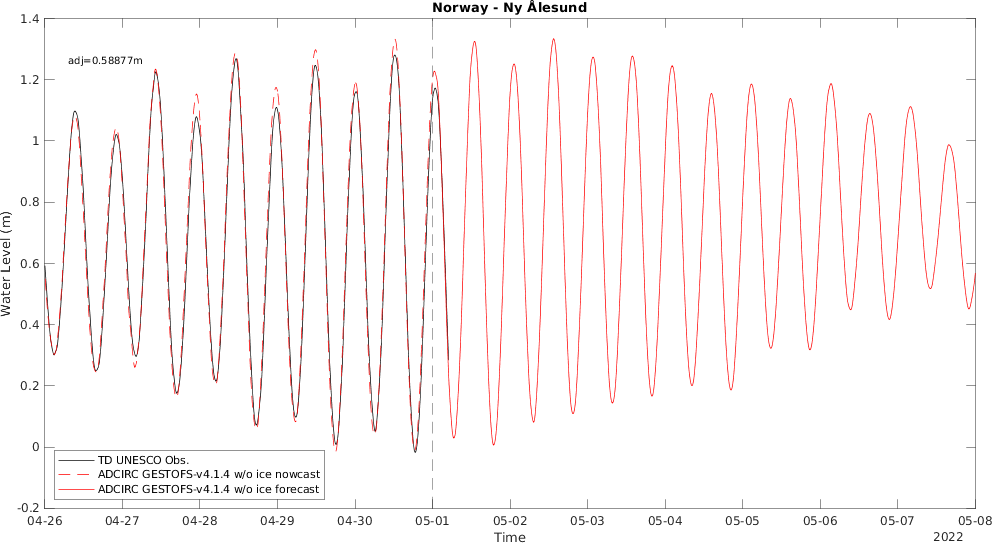 Norway - Ny Ålesund
adj=0.58877m
1.4
1.2
1
0.8
0.6
0.4
0.2
0
-0.2
Water Level (m)
TD UNESCO Obs.
ADCIRC GESTOFS-v4.1.4 w/o ice nowcast
ADCIRC GESTOFS-v4.1.4 w/o ice forecast
04-26 04-27 04-28 04-29 04-30 05-01 05-02 05-03 05-04 05-05 05-06 05-07 05-08
Time
2022